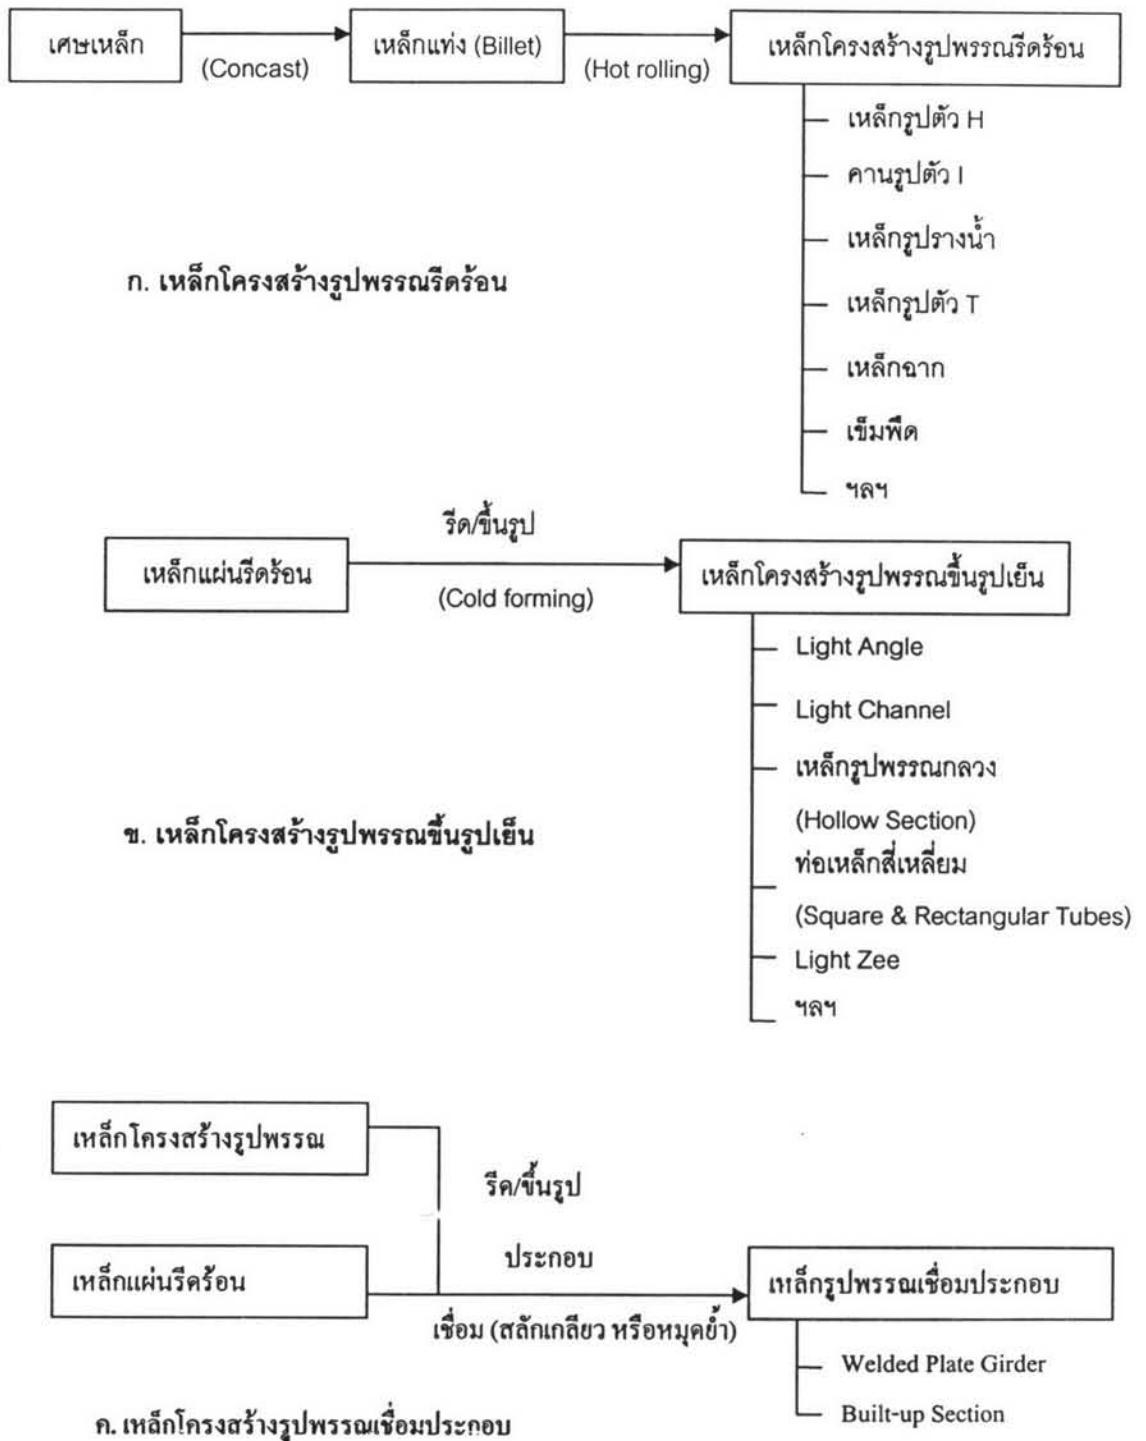 เศษเหล็ก
(Concast)
เหล็กแท่ง (Billet)
(Hot rolling)
เหล็กโครงสร้างรูปพรรณรีดร้อน
เหล็กรูปตัว H
คานรูปตัว I
เหล็กรูปรางน้ำ
เหล็กรูปตัว T
เหล็กฉาก
เข็มพืด
ฯลฯ
ก. เหล็กโครงสร้างรูปพรรณรีดร้อน
เหล็กแผ่นรีดร้อน
รีด/ขึ้นรูป
(Cold forming)
เหล็กโครงสร้างรูปพรรณขึ้นรูปเย็น
Light Angle
Light Channel
เหล็กรูปพรรณกลวง
(Hollow Section)
ท่อเหล็กสี่เหลี่ยม
(Square & Rectangular Tubes)
Light Zee
ฯลฯ
ข. เหล็กโครงสร้างรูปพรรณขึ้นรูปเย็น
เหล็กโครงสร้างรูปพรรณ
เหล็กแผ่นรีดร้อน
รีด/ขึ้นรูป
ประกอบ
เชื่อม (สลักเกลียว หรือหมุดย้ำ)
เหล็กรูปพรรณเชื่อมประกอบ
Welded Plate Girder
Built-up Section
ค. เหล็กโครงสร้างรูปพรรณเชื่อมประกอบ